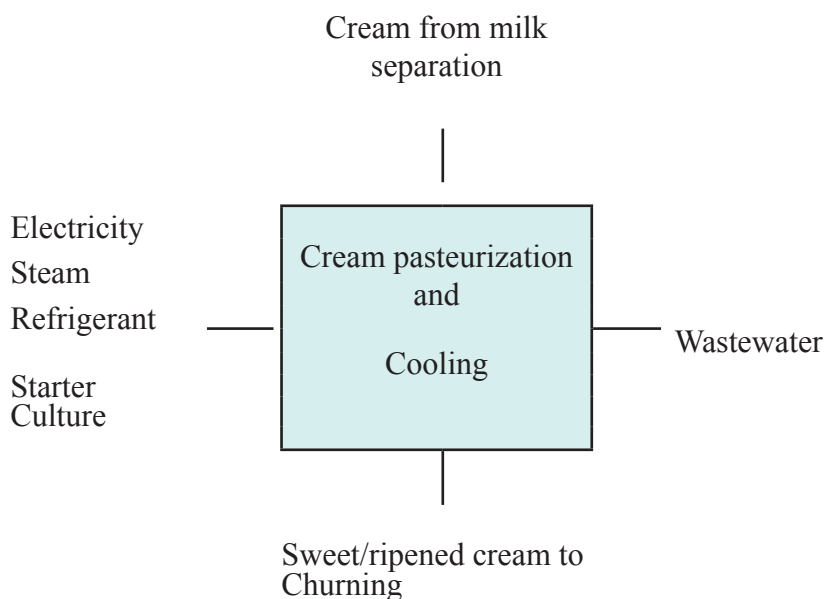 Cream from milk
separation
Electricity
Steam
Refrigerant
Starter
Culture
Cream pasteurization
and
Cooling
Wastewater
Sweet/ripened cream to
Churning